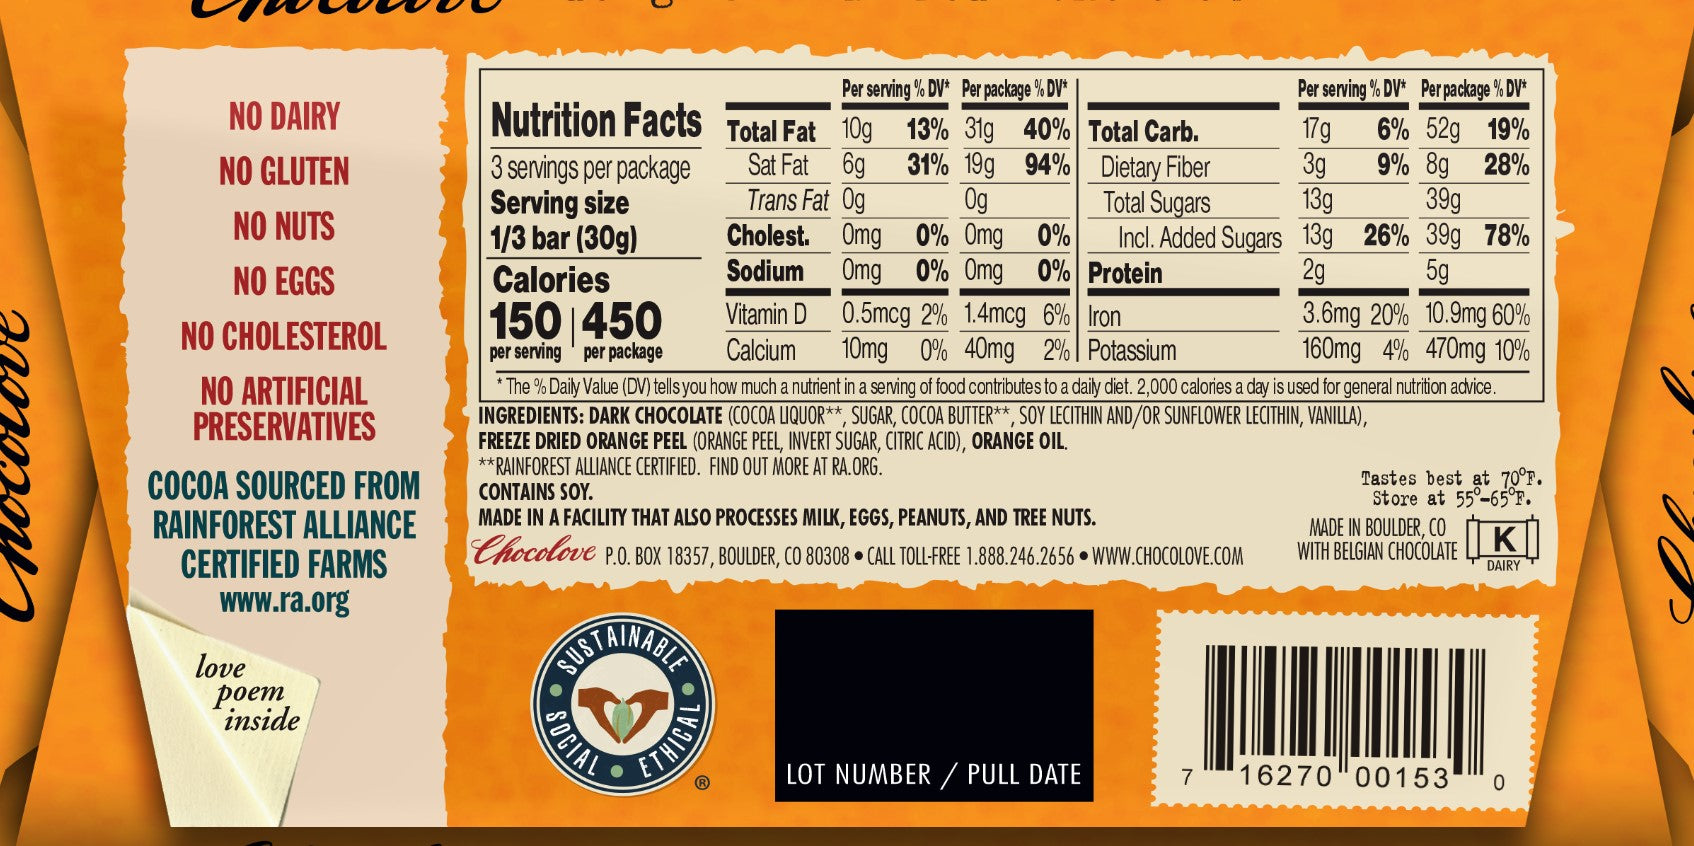 Chocolove
NO DAIRY
NO GLUTEN
NO NUTS
NO EGGS
NO CHOLESTEROL
NO ARTIFICIAL
PRESERVATIVES
COCOA SOURCED FROM
RAINFOREST ALLIANCE
CERTIFIED FARMS
www.ra.org
love
poem
inside
Nutrition Facts
3 servings per package
Serving size
1/3 bar (30g)
Calories
150 | 450
per serving per package
Per serving % DV* Per package % DV*
Total Fat 10g 13% 31g 40%
Sat Fat 6g 31% 19g 94%
Trans Fat 0g 0g
Cholest. 0mg 0% 0mg 0%
Sodium 0mg 0% 0mg 0%
Vitamin D 0.5mcg 2% 1.4mcg 6%
Calcium 10mg 0% 40mg 2%
Per serving % DV* Per package % DV*
Total Carb. 17g 6% 52g 19%
Dietary Fiber 3g 9% 8g 28%
Total Sugars 13g 39g
Incl. Added Sugars 13g 26% 39g 78%
Protein 2g 5g
Iron 3.6mg 20% 10.9mg 60%
Potassium 160mg 4% 470mg 10%
* The % Daily Value (DV) tells you how much a nutrient in a serving of food contributes to a daily diet. 2,000 calories a day is used for general nutrition advice.
INGREDIENTS: DARK CHOCOLATE (COCOA LIQUOR**, SUGAR, COCOA BUTTER**, SOY LECITHIN AND/OR SUNFLOWER LECITHIN, VANILLA),
FREEZE DRIED ORANGE PEEL (ORANGE PEEL, INVERT SUGAR, CITRIC ACID), ORANGE OIL.
**RAINFOREST ALLIANCE CERTIFIED. FIND OUT MORE AT RA.ORG.
CONTAINS SOY.
MADE IN A FACILITY THAT ALSO PROCESSES MILK, EGGS, PEANUTS, AND TREE NUTS.
Chocolove P.O. BOX 18357, BOULDER, CO 80308 • CALL TOLL-FREE 1.888.246.2656 • WWW.CHOCOLOVE.COM
Tastes best at 70°F.
Store at 55°-65°F.
MADE IN BOULDER, CO
WITH BELGIAN CHOCOLATE
K
DAIRY
SUSTAINABLE
SOCIAL • ETHICAL
®
LOT NUMBER / PULL DATE
7 16270 00153 0
Chocolove